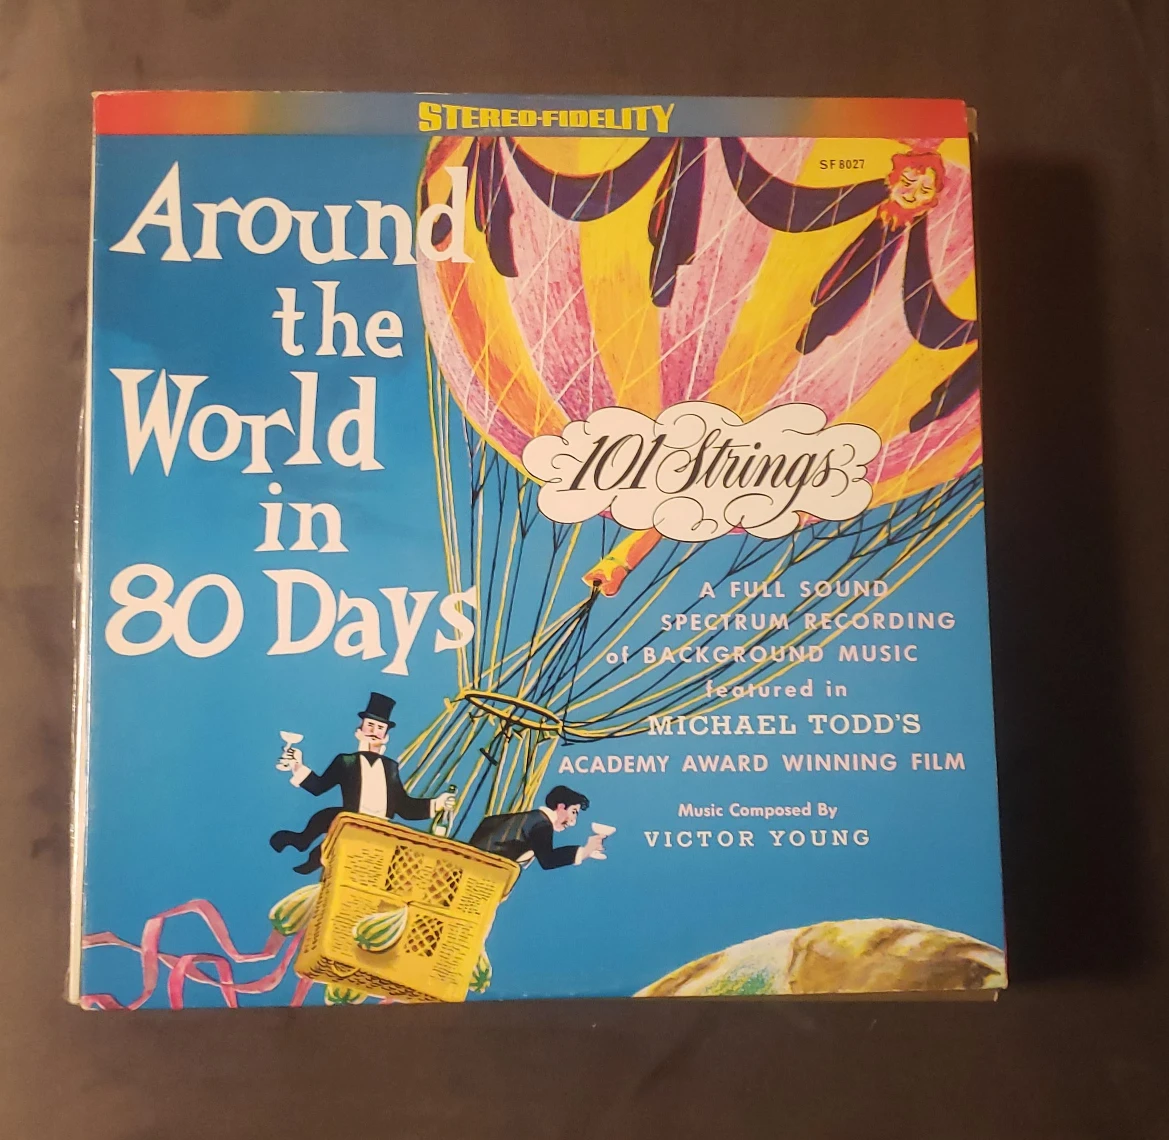 STEREO-FIDELITY
SF 8027
Around
the
World
in
80 Days
101 Strings
A FULL SOUND
SPECTRUM RECORDING
of BACKGROUND MUSIC
featured in
MICHAEL TODD'S
ACADEMY AWARD WINNING FILM
Music Composed By
VICTOR YOUNG